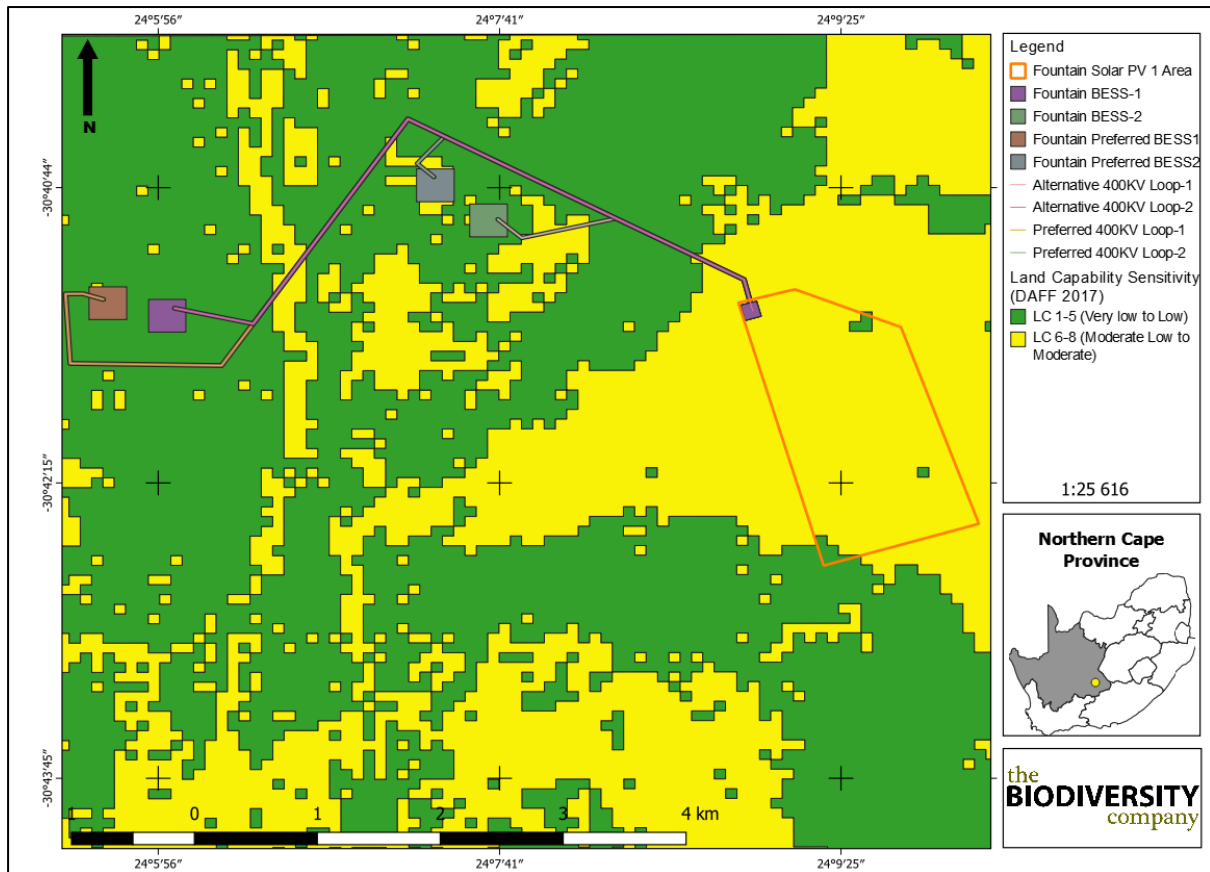 24°5'56"
24°7'41"
24°9'25"
N
-30°40'44"
-30°42'15"
-30°43'45"
1
0
1
2
3
4 km
24°5'56"
24°7'41"
24°9'25"
Legend
Fountain Solar PV 1 Area
Fountain BESS-1
Fountain BESS-2
Fountain Preferred BESS1
Fountain Preferred BESS2
Alternative 400KV Loop-1
Alternative 400KV Loop-2
Preferred 400KV Loop-1
Preferred 400KV Loop-2
Land Capability Sensitivity
(DAFF 2017)
LC 1-5 (Very low to Low)
LC 6-8 (Moderate Low to
Moderate)
1:25 616
Northern Cape
Province
the
BIODIVERSITY
company